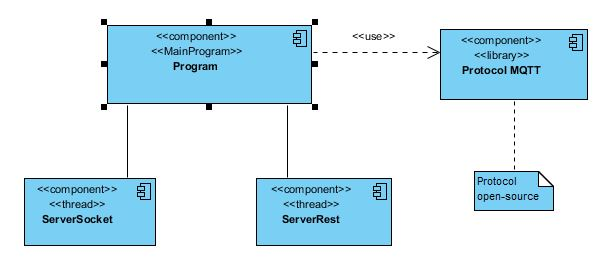 <<component>>
<<MainProgram>>
Program
<<use>>
<<component>>
<<library>>
Protocol MQTT
<<component>>
<<thread>>
ServerSocket
<<component>>
<<thread>>
ServerRest
Protocol
open-source